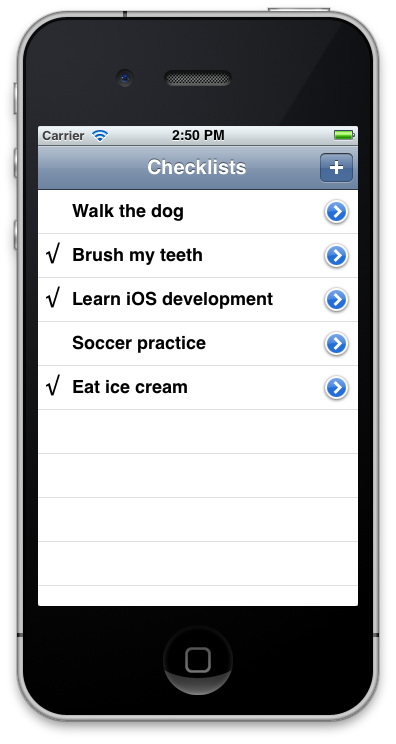 Carrier 2:50 PM
Checklists +
Walk the dog
√ Brush my teeth
√ Learn iOS development
Soccer practice
√ Eat ice cream